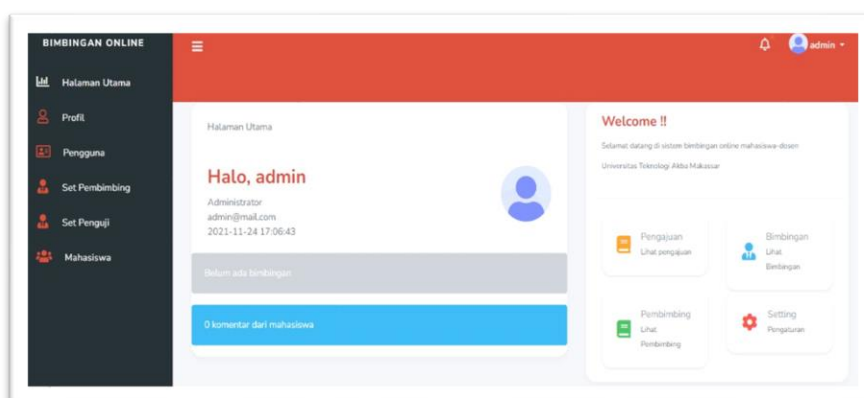 BIMBINGAN ONLINE
admin
Halaman Utama
Profil
Pengguna
Set Pembimbing
Set Penguji
Mahasiswa
Halaman Utama
Halo, admin
Administrator
admin@mail.com
2021-11-24 17:06:43
Belum ada bimbingan
0 komentar dari mahasiswa
Welcome !!
Selamat datang di sistem bimbingan online mahasiswa-dosen
Universitas Teknologi Akba Makassar
Pengajuan
Lihat pengajuan
Bimbingan
Lihat
Bimbingan
Pembimbing
Lihat
Pembimbing
Setting
Pengaturan